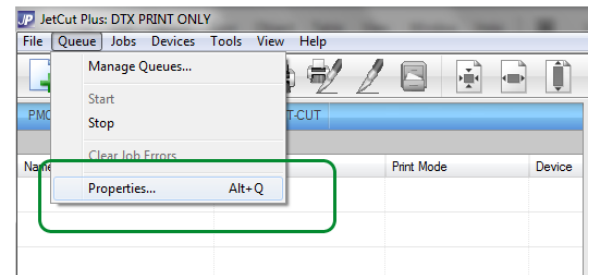 JP JetCut Plus: DTX PRINT ONLY
File Queue Jobs Devices Tools View Help
Manage Queues...
Start
Stop
T-CUT
Clear Job Errors
Print Mode Device
Properties... Alt+Q